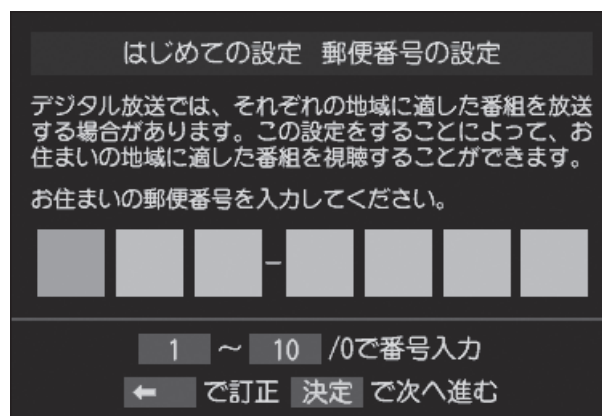 はじめての設定 郵便番号の設定
デジタル放送では、それぞれの地域に適した番組を放送
する場合があります。この設定をすることによって、お
住まいの地域に適した番組を視聴することができます。
お住まいの郵便番号を入力してください。
-
1 ～ 10 /0で番号入力
← で訂正 決定 で次へ進む